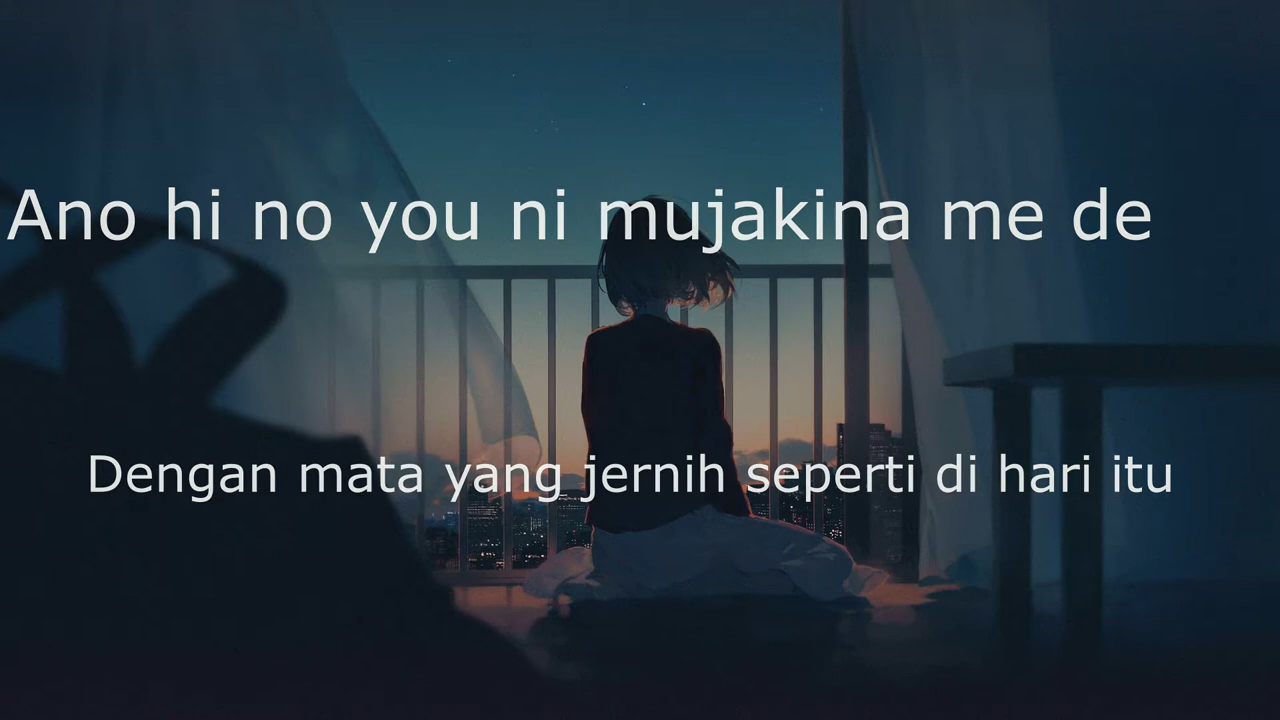 Ano hi no you ni mujakina me de
Dengan mata yang jernih seperti di hari itu